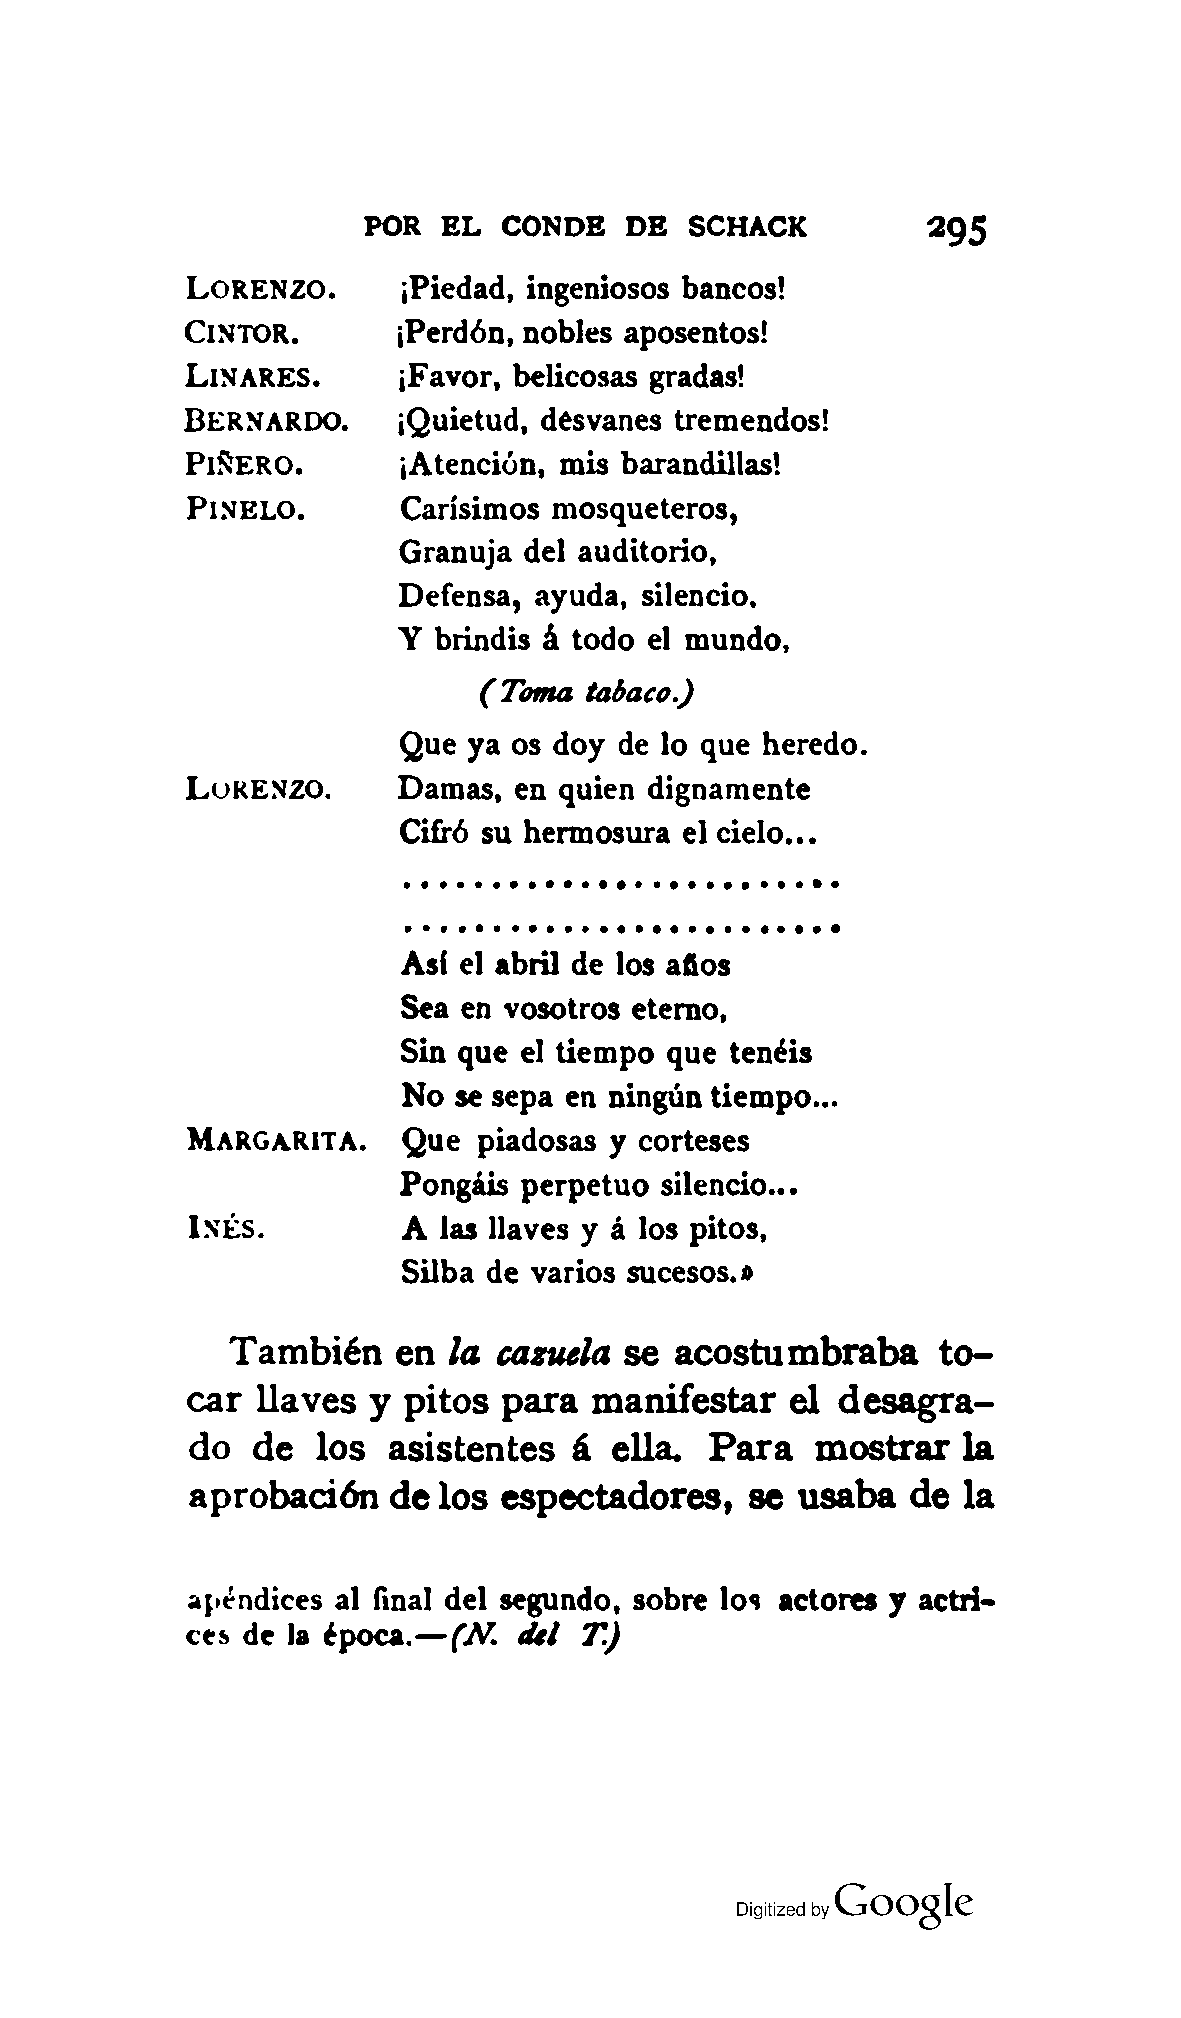 POR EL CONDE DE SCHACK 295
LORENZO. ¡Piedad, ingeniosos bancos!
CINTOR. ¡Perdón, nobles aposentos!
LINARES. ¡Favor, belicosas gradas!
BERNARDO. ¡Quietud, desvanes tremendos!
PIÑERO. ¡Atención, mis barandillas!
PINELO. Carísimos mosqueteros,
Granuja del auditorio,
Defensa, ayuda, silencio.
Y brindis á todo el mundo,
(Toma tabaco.)
Que ya os doy de lo que heredo.
LORENZO. Damas, en quien dignamente
Cifró su hermosura el cielo...
.........................
.........................
Así el abril de los años
Sea en vosotros eterno,
Sin que el tiempo que tenéis
No se sepa en ningún tiempo...
MARGARITA. Que piadosas y corteses
Pongáis perpetuo silencio...
INÉS. A las llaves y á los pitos,
Silba de varios sucesos.»
También en la cazuela se acostumbraba to-
car llaves y pitos para manifestar el desagra-
do de los asistentes á ella. Para mostrar la
aprobación de los espectadores, se usaba de la
apéndices al final del segundo, sobre los actores y actri-
ces de la época.—(N. del T.)
Digitized by Google